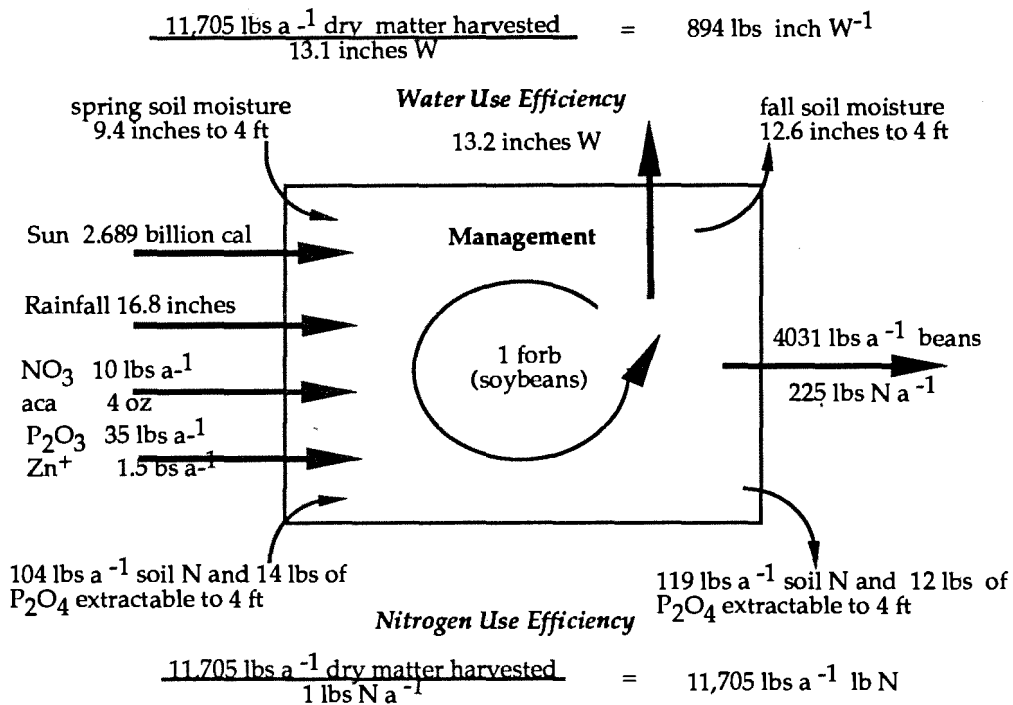 11,705 lbs a -1 dry matter harvested = 894 lbs inch W-1
13.1 inches W
Water Use Efficiency
spring soil moisture
9.4 inches to 4 ft
13.2 inches W
fall soil moisture
12.6 inches to 4 ft
Sun 2.689 billion cal
Management
Rainfall 16.8 inches
NO3 10 lbs a-1
aca 4 oz
P2O3 35 lbs a-1
Zn+ 1.5 bs a-1
1 forb
(soybeans)
4031 lbs a -1 beans
225 lbs N a -1
104 lbs a -1 soil N and 14 lbs of
P2O4 extractable to 4 ft
119 lbs a -1 soil N and 12 lbs of
P2O4 extractable to 4 ft
Nitrogen Use Efficiency
11,705 lbs a -1 dry matter harvested = 11,705 lbs a -1 lb N
1 lbs N a -1